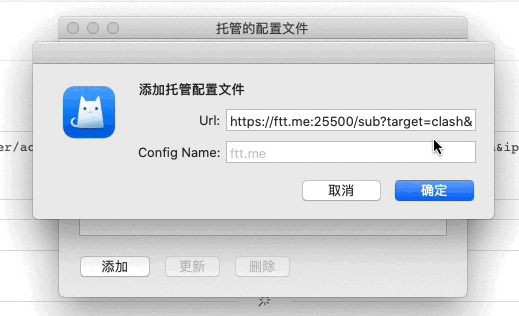 托管的配置文件
添加托管配置文件
Url: https://ftt.me:25500/sub?target=clash&
Config Name: ftt.me
取消 确定
er/ac
&ip
添加 更新 删除